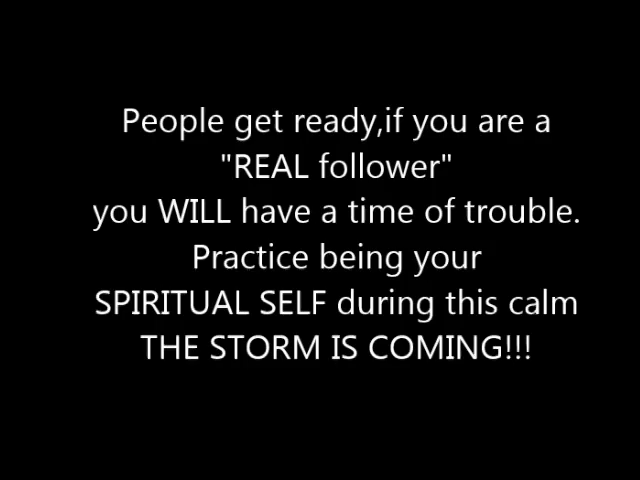 People get ready,if you are a
"REAL follower"
you WILL have a time of trouble.
Practice being your
SPIRITUAL SELF during this calm
THE STORM IS COMING!!!